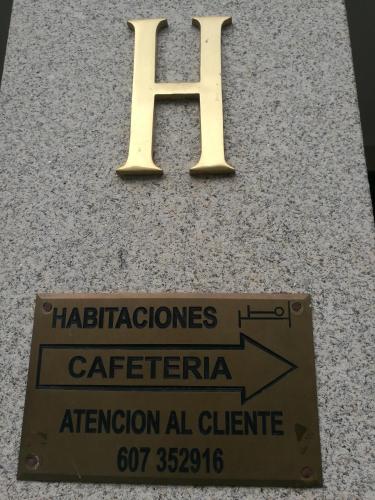 H
HABITACIONES
CAFETERIA
ATENCION AL CLIENTE
607 352916